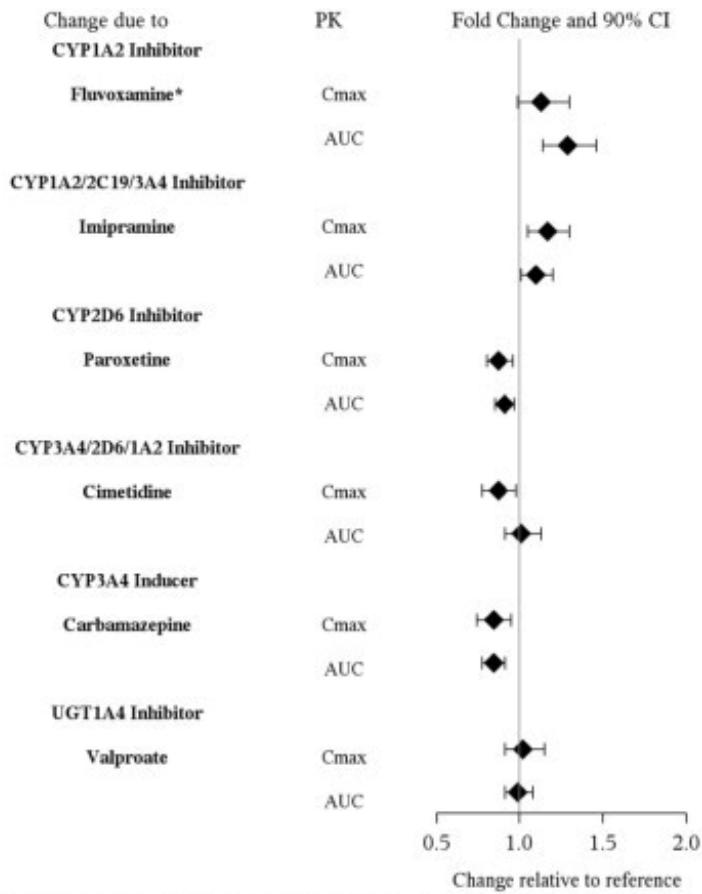 Change due to PK Fold Change and 90% CI
CYP1A2 Inhibitor
Fluvoxamine* Cmax
AUC
CYP1A2/2C19/3A4 Inhibitor
Imipramine Cmax
AUC
CYP2D6 Inhibitor
Paroxetine Cmax
AUC
CYP3A4/2D6/1A2 Inhibitor
Cimetidine Cmax
AUC
CYP3A4 Inducer
Carbamazepine Cmax
AUC
UGT1A4 Inhibitor
Valproate Cmax
AUC
0.5 1.0 1.5 2.0
Change relative to reference